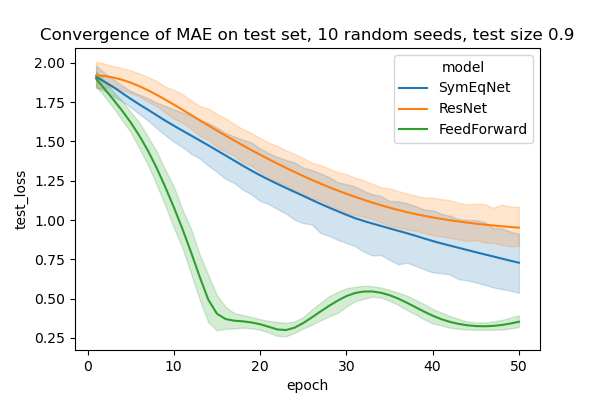 Convergence of MAE on test set, 10 random seeds, test size 0.9
model
SymEqNet
ResNet
FeedForward
test_loss
2.00
1.75
1.50
1.25
1.00
0.75
0.50
0.25
0
10
20
30
40
50
epoch